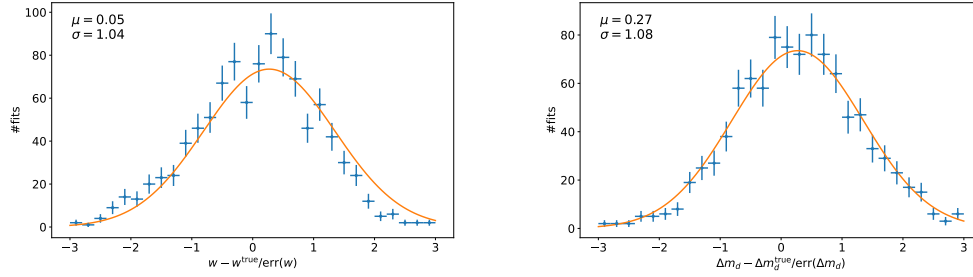 μ = 0.05
σ = 1.04
100
80
60
40
20
0
#fits
−3 −2 −1 0 1 2 3
w − w^true/err(w)
μ = 0.27
σ = 1.08
80
60
40
20
0
#fits
−3 −2 −1 0 1 2 3
Δm_d − Δm_d^true/err(Δm_d)